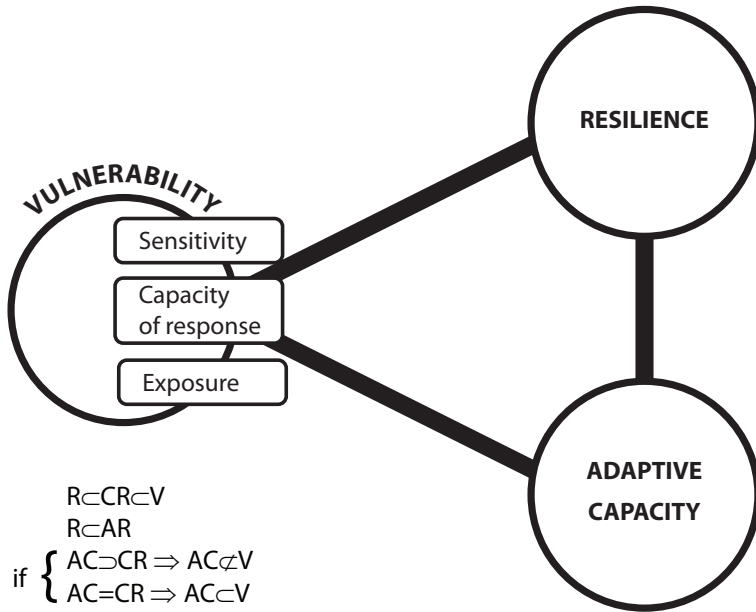 VULNERABILITY
Sensitivity
Capacity
of response
Exposure
RESILIENCE
ADAPTIVE
CAPACITY
R⊂CR⊂V
R⊂AR
if { AC⊃CR ⇒ AC⊄V
AC=CR ⇒ AC⊂V